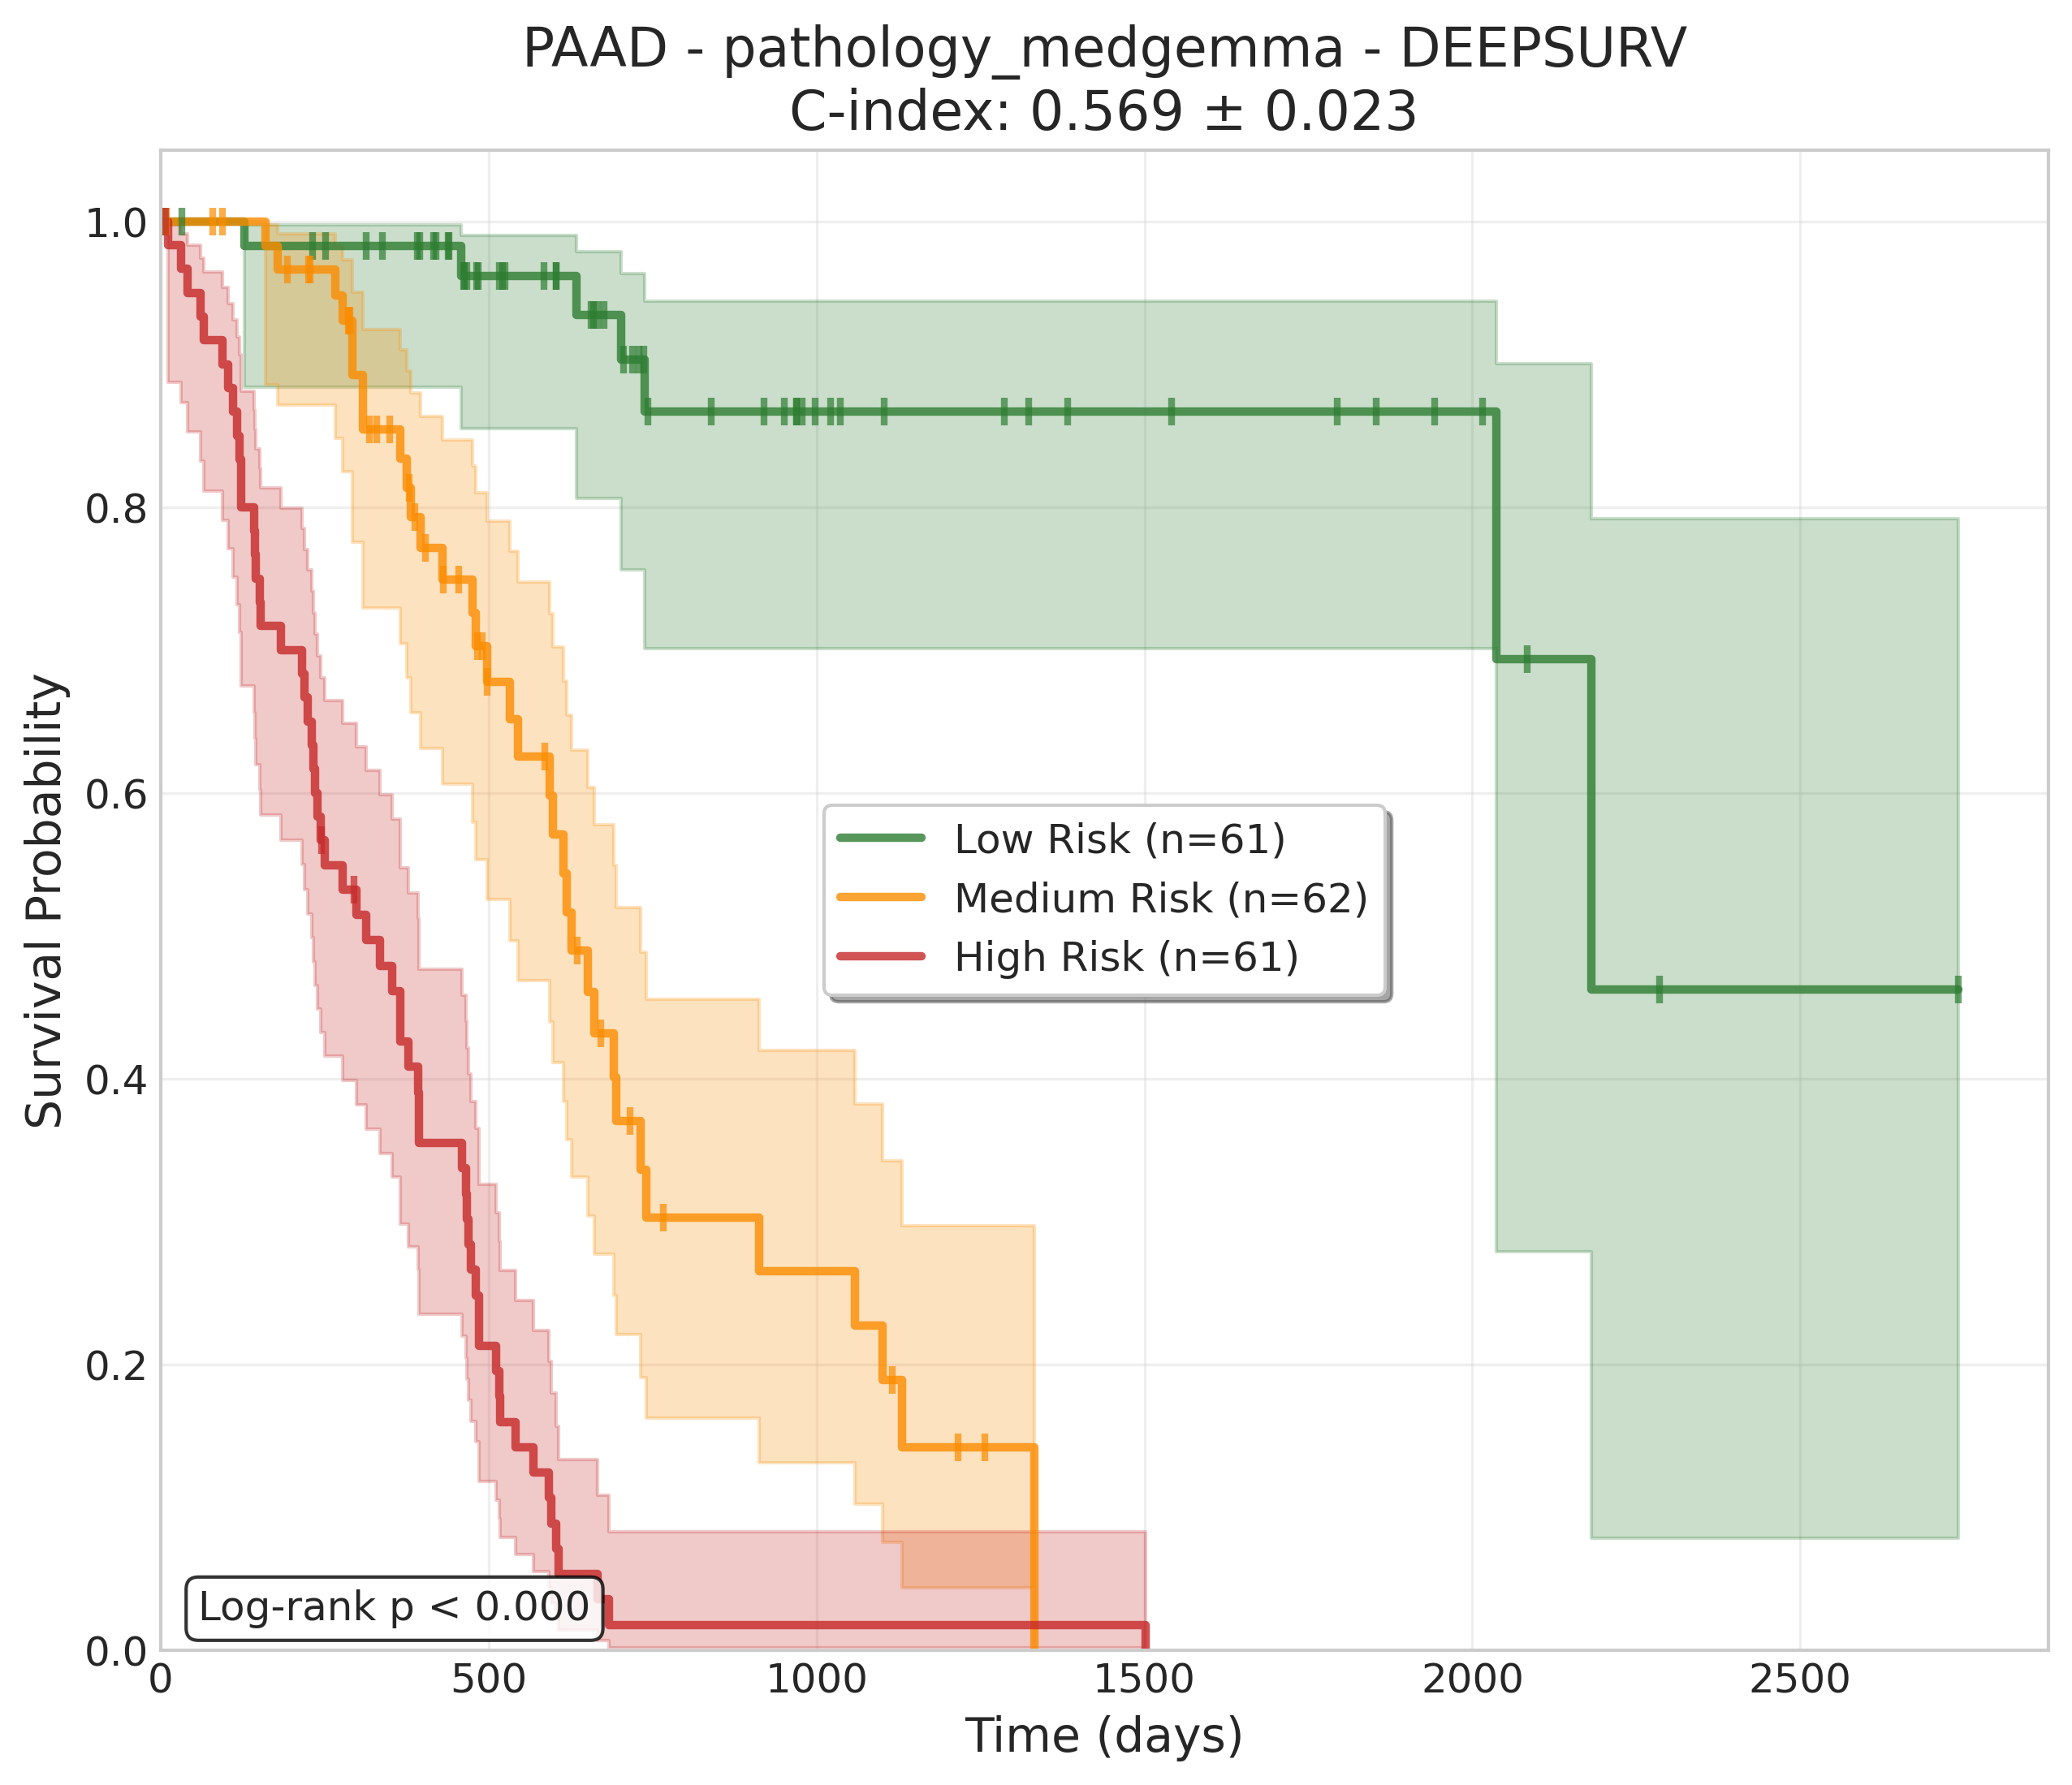 PAAD - pathology_medgemma - DEEPSURV
C-index: 0.569 ± 0.023
Survival Probability
1.0
0.8
0.6
0.4
0.2
0.0
Low Risk (n=61)
Medium Risk (n=62)
High Risk (n=61)
Log-rank p < 0.000
0
500
1000
1500
2000
2500
Time (days)